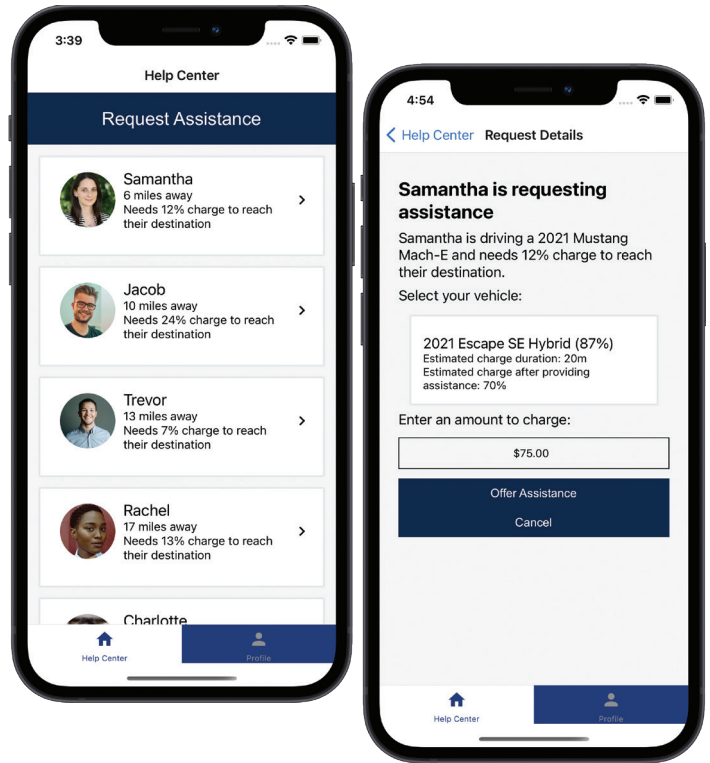 3:39
Help Center
Request Assistance
Samantha
6 miles away
Needs 12% charge to reach
their destination
Jacob
10 miles away
Needs 24% charge to reach
their destination
Trevor
13 miles away
Needs 7% charge to reach
their destination
Rachel
17 miles away
Needs 13% charge to reach
their destination
Charlotte
Help Center
Profile
4:54
Help Center
Request Details
Samantha is requesting
assistance
Samantha is driving a 2021 Mustang
Mach-E and needs 12% charge to reach
their destination.
Select your vehicle:
2021 Escape SE Hybrid (87%)
Estimated charge duration: 20m
Estimated charge after providing
assistance: 70%
Enter an amount to charge:
$75.00
Offer Assistance
Cancel
Help Center
Profile